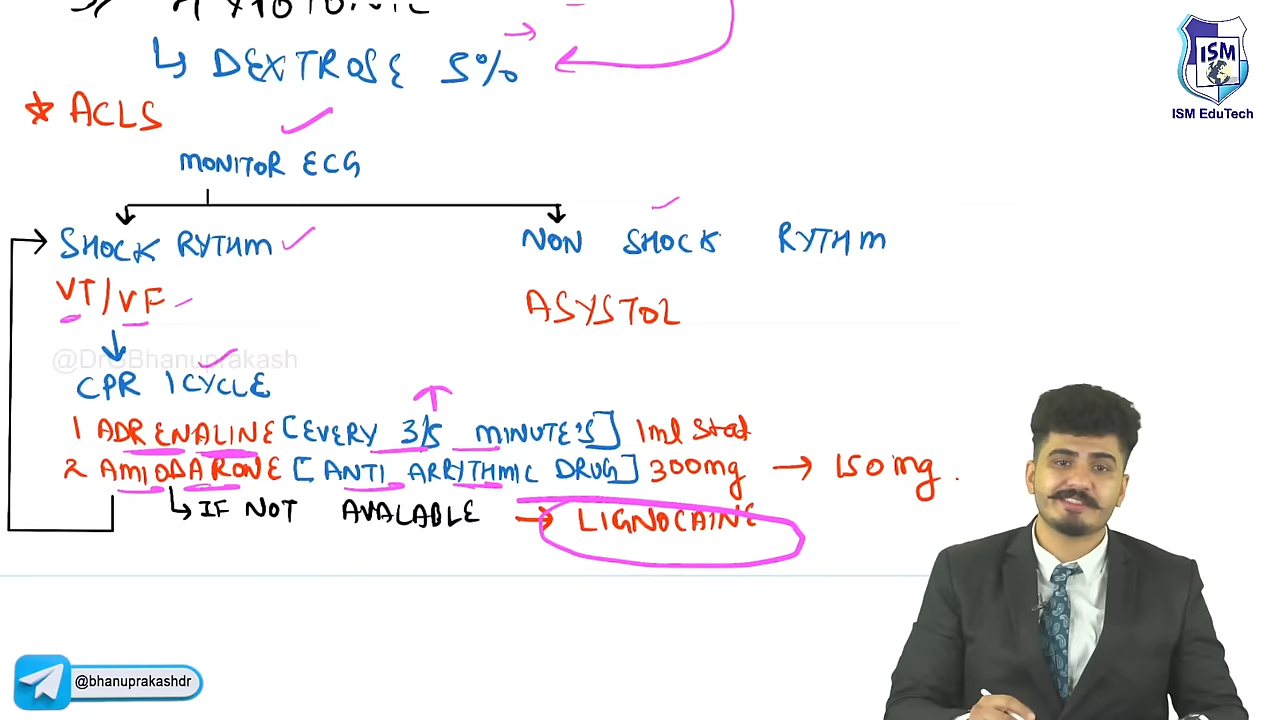 ↳ DEXTROSE 5%
★ ACLS
MONITOR ECG
SHOCK RYTHM
NON SHOCK RYTHM
VT/VF
ASYSTOL
@DrGBhanuprakash
CPR 1 CYCLE
1 ADRENALINE [EVERY 3/5 MINUTE'S] 1ml Stat
2 AMIODARONE [ANTI ARRYTHMIC DRUG] 300mg → 150mg.
↳ IF NOT AVALABLE → LIGNOCAINE
ISM
ISM EduTech
@bhanuprakashdr